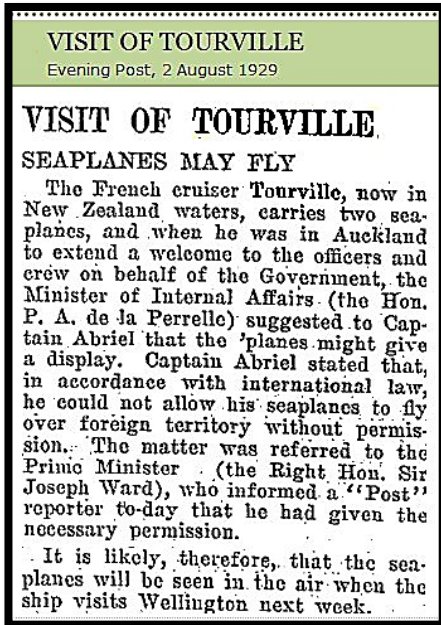 VISIT OF TOURVILLE
Evening Post, 2 August 1929
VISIT OF TOURVILLE
SEAPLANES MAY FLY
The French cruiser Tourville, now in
New Zealand waters, carries two sea-
planes, and when he was in Auckland
to extend a welcome to the officers and
crew on behalf of the Government, the
Minister of Internal Affairs (the Hon.
P. A. de la Perrelle) suggested to Cap-
tain Abriel that the 'planes might give
a display. Captain Abriel stated that,
in accordance with international law,
he could not allow his seaplanes to fly
over foreign territory without permis-
sion. The matter was referred to the
Prime Minister (the Right Hon. Sir
Joseph Ward), who informed a "Post"
reporter to-day that he had given the
necessary permission.
It is likely, therefore, that the sea-
planes will be seen in the air when the
ship visits Wellington next week.